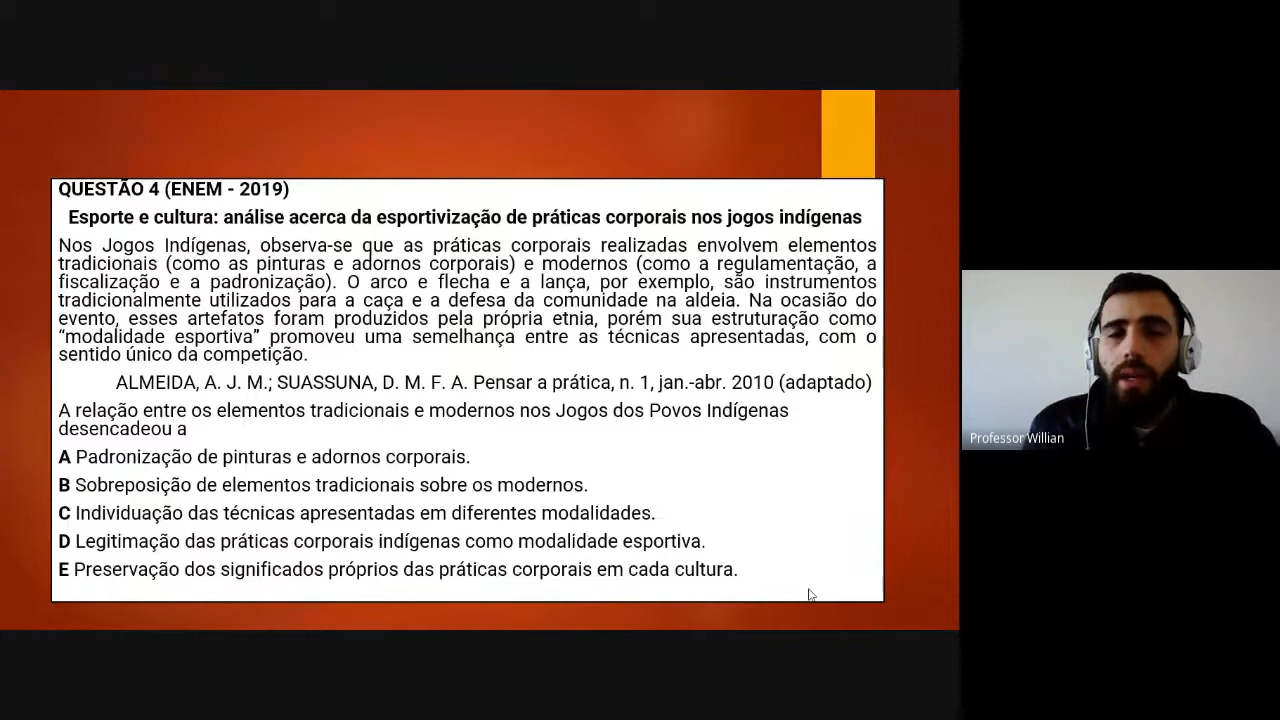 QUESTÃO 4 (ENEM - 2019)
Esporte e cultura: análise acerca da esportivização de práticas corporais nos jogos indígenas
Nos Jogos Indígenas, observa-se que as práticas corporais realizadas envolvem elementos
tradicionais (como as pinturas e adornos corporais) e modernos (como a regulamentação, a
fiscalização e a padronização). O arco e flecha e a lança, por exemplo, são instrumentos
tradicionalmente utilizados para a caça e a defesa da comunidade na aldeia. Na ocasião do
evento, esses artefatos foram produzidos pela própria etnia, porém sua estruturação como
“modalidade esportiva” promoveu uma semelhança entre as técnicas apresentadas, com o
sentido único da competição.
ALMEIDA, A. J. M.; SUASSUNA, D. M. F. A. Pensar a prática, n. 1, jan.-abr. 2010 (adaptado)
A relação entre os elementos tradicionais e modernos nos Jogos dos Povos Indígenas
desencadeou a
A Padronização de pinturas e adornos corporais.
B Sobreposição de elementos tradicionais sobre os modernos.
C Individuação das técnicas apresentadas em diferentes modalidades.
D Legitimação das práticas corporais indígenas como modalidade esportiva.
E Preservação dos significados próprios das práticas corporais em cada cultura.
Professor Willian